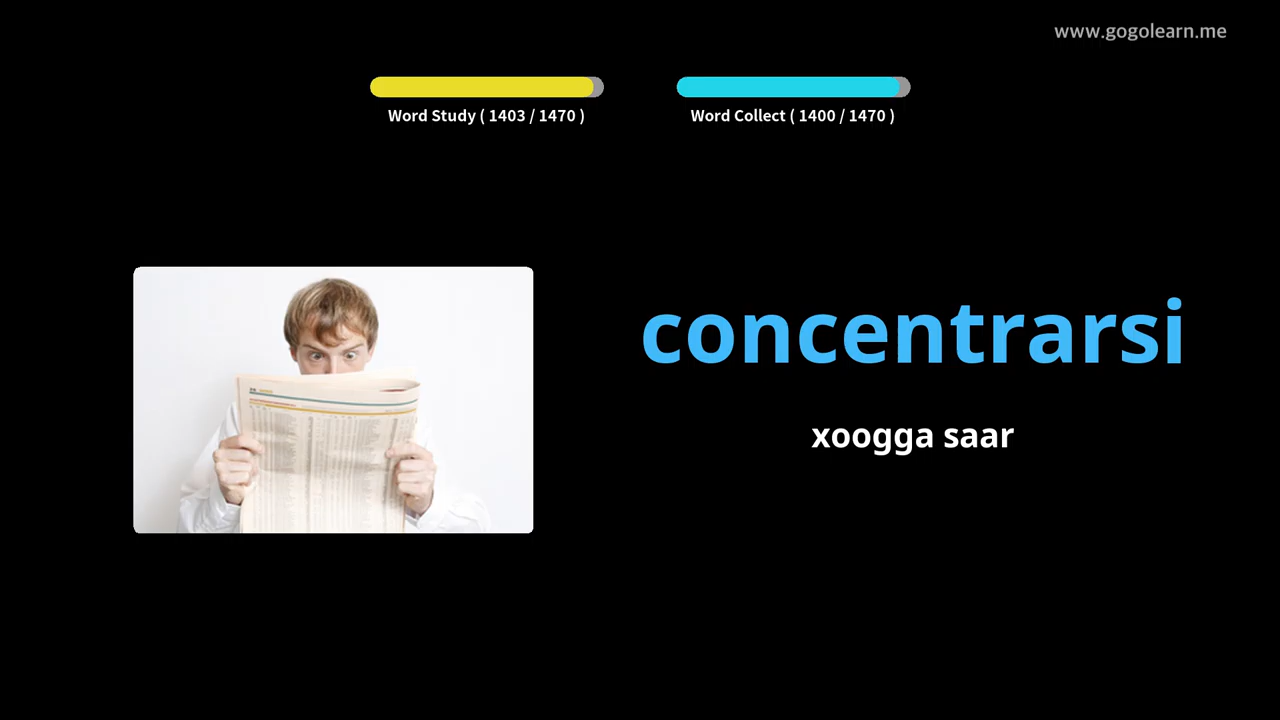 www.gogolearn.me
Word Study ( 1403 / 1470 )
Word Collect ( 1400 / 1470 )
concentrarsi
xoogga saar